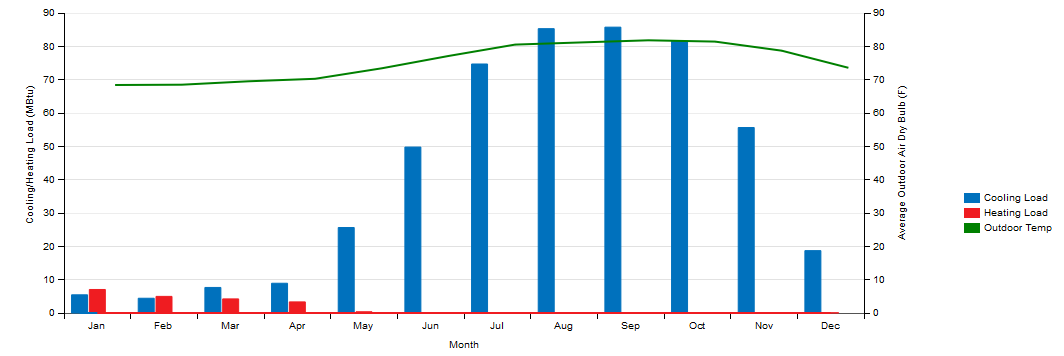 90
80
70
60
50
40
30
20
10
0
Cooling/Heating Load (MBtu)
90
80
70
60
50
40
30
20
10
0
Average Outdoor Air Dry Bulb (F)
Jan Feb Mar Apr May Jun Jul Aug Sep Oct Nov Dec
Month
Cooling Load
Heating Load
Outdoor Temp